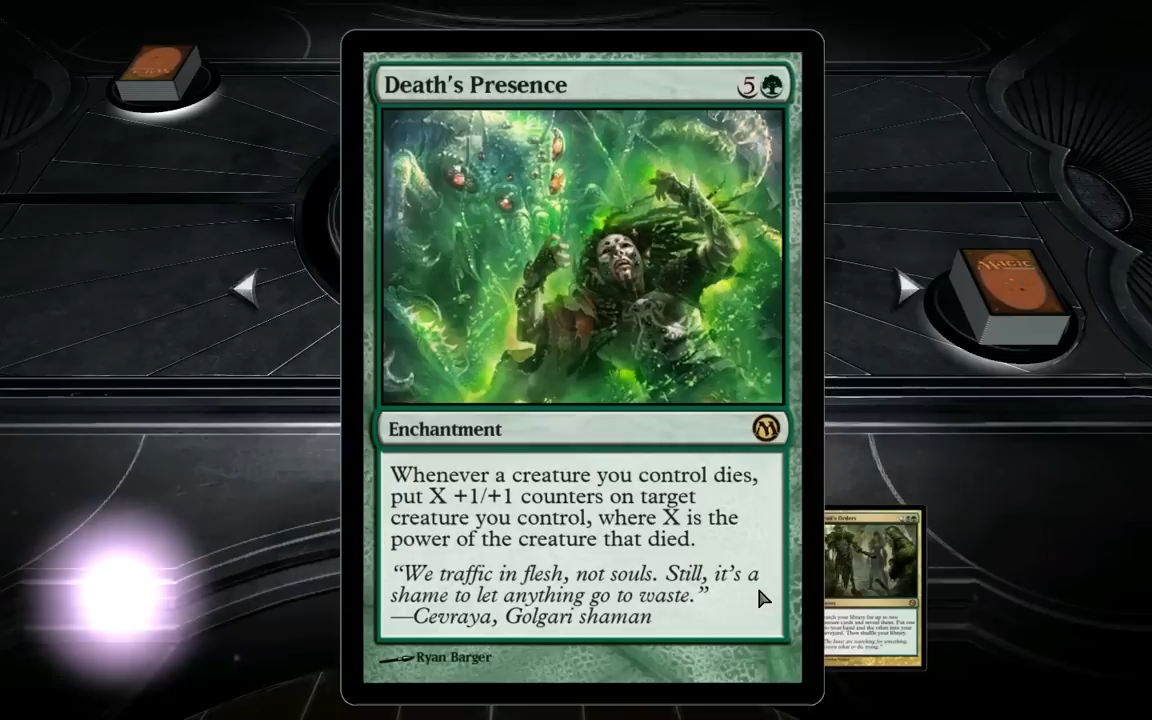 Death's Presence
5
Enchantment
Whenever a creature you control dies,
put X +1/+1 counters on target
creature you control, where X is the
power of the creature that died.
“We traffic in flesh, not souls. Still, it’s a
shame to let anything go to waste.”
—Cevraya, Golgari shaman
Ryan Barger
MAGIC